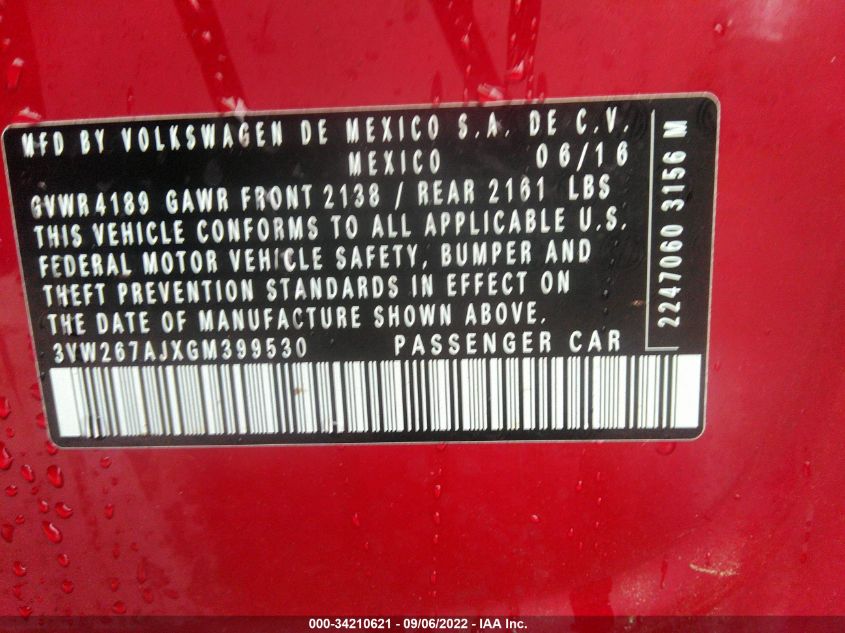 MFD BY VOLKSWAGEN DE MEXICO S.A. DE C.V.
MEXICO 06/16
GVWR 4189 GAWR FRONT 2138 / REAR 2161 LBS
THIS VEHICLE CONFORMS TO ALL APPLICABLE U.S.
FEDERAL MOTOR VEHICLE SAFETY, BUMPER AND
THEFT PREVENTION STANDARDS IN EFFECT ON
THE DATE OF MANUFACTURE SHOWN ABOVE.
3VW267AJXGM399530 PASSENGER CAR
2247060 3156 M
000-34210621 - 09/06/2022 - IAA Inc.